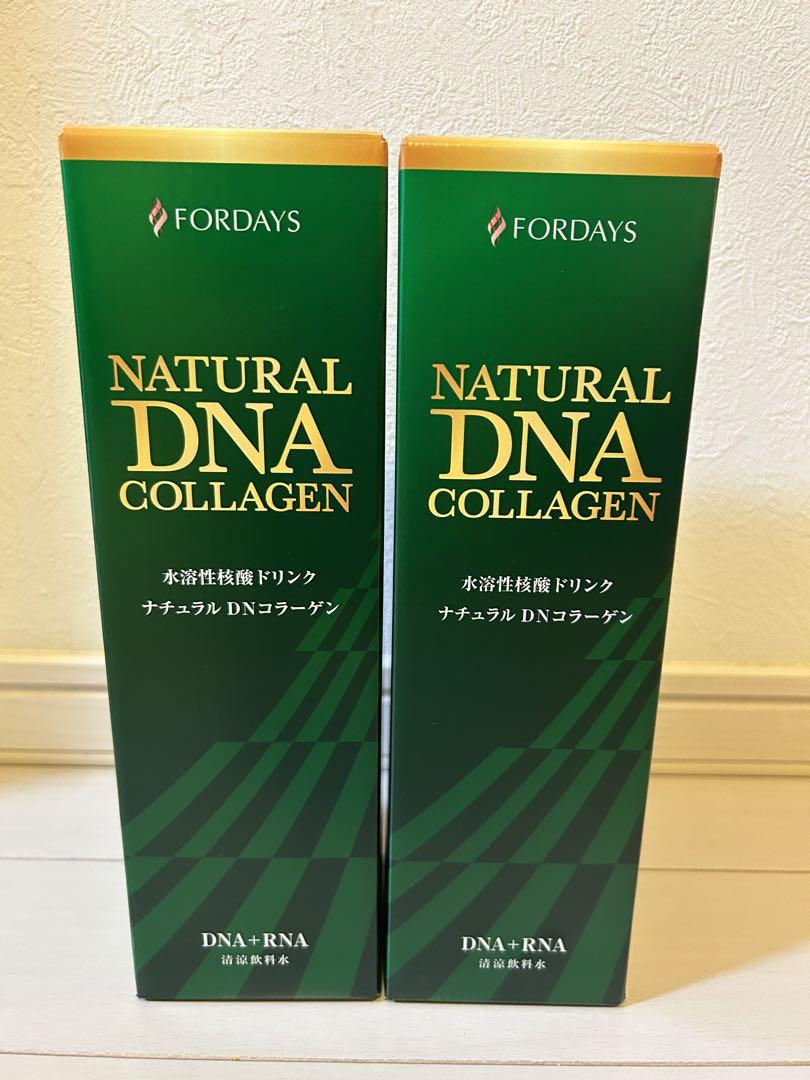 FORDAYS
NATURAL
DNA
COLLAGEN
水溶性核酸ドリンク
ナチュラル DNコラーゲン
DNA+RNA
清涼飲料水
FORDAYS
NATURAL
DNA
COLLAGEN
水溶性核酸ドリンク
ナチュラル DNコラーゲン
DNA+RNA
清涼飲料水